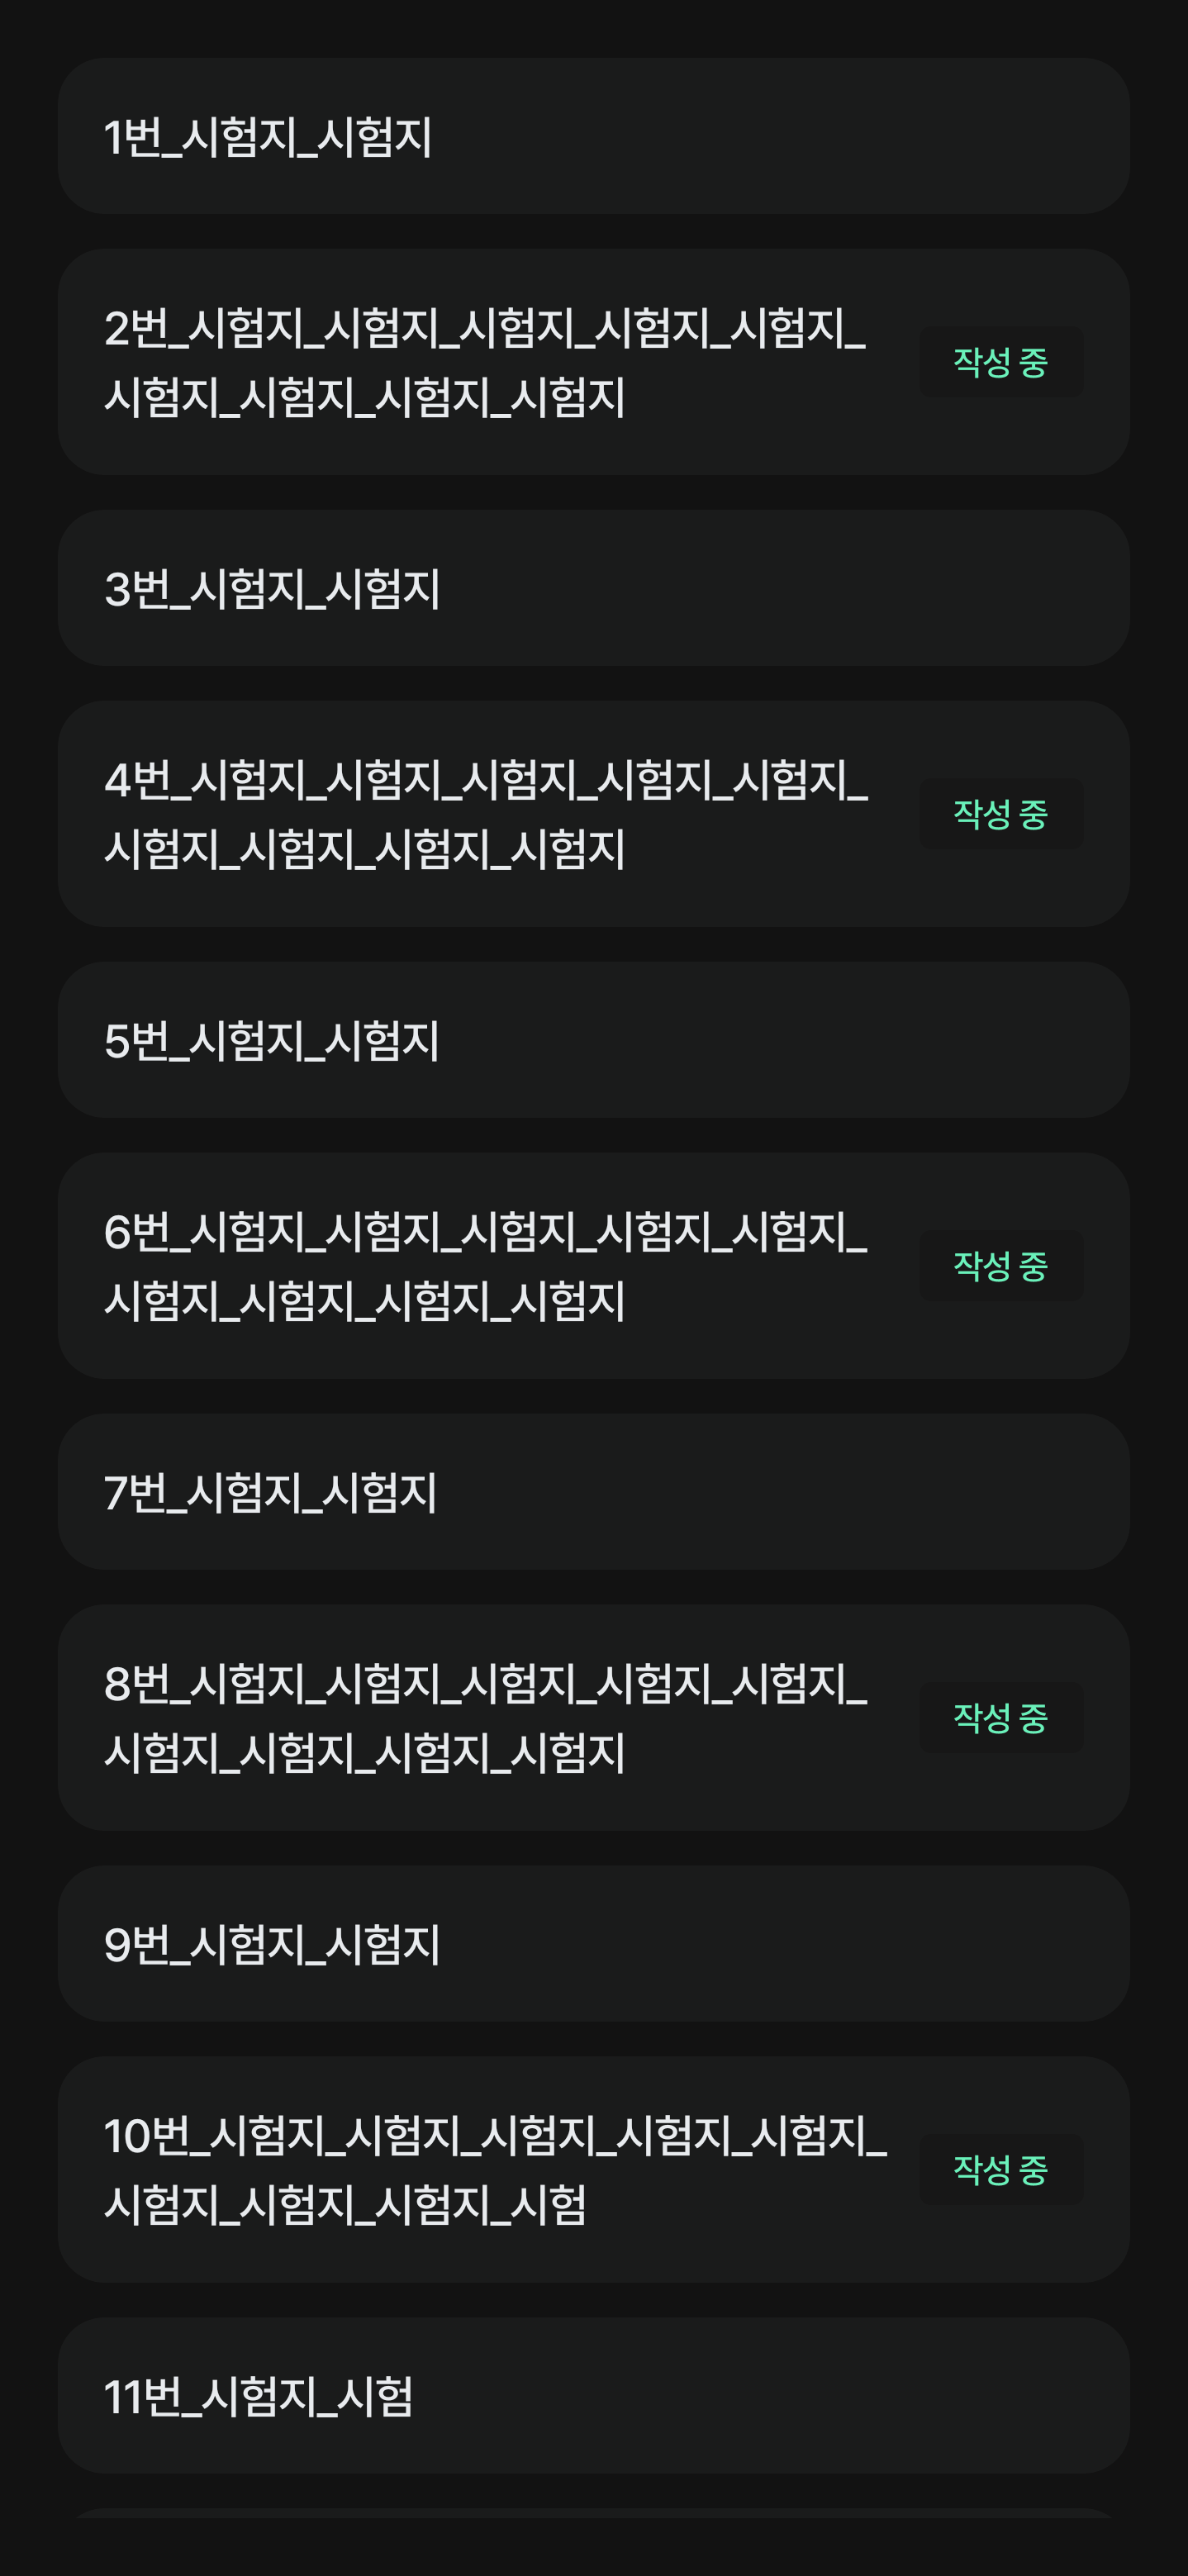 1번_시험지_시험지
2번_시험지_시험지_시험지_시험지_시험지_
시험지_시험지_시험지_시험지
작성 중
3번_시험지_시험지
4번_시험지_시험지_시험지_시험지_시험지_
시험지_시험지_시험지_시험지
작성 중
5번_시험지_시험지
6번_시험지_시험지_시험지_시험지_시험지_
시험지_시험지_시험지_시험지
작성 중
7번_시험지_시험지
8번_시험지_시험지_시험지_시험지_시험지_
시험지_시험지_시험지_시험지
작성 중
9번_시험지_시험지
10번_시험지_시험지_시험지_시험지_시험지_
시험지_시험지_시험지_시험
작성 중
11번_시험지_시험